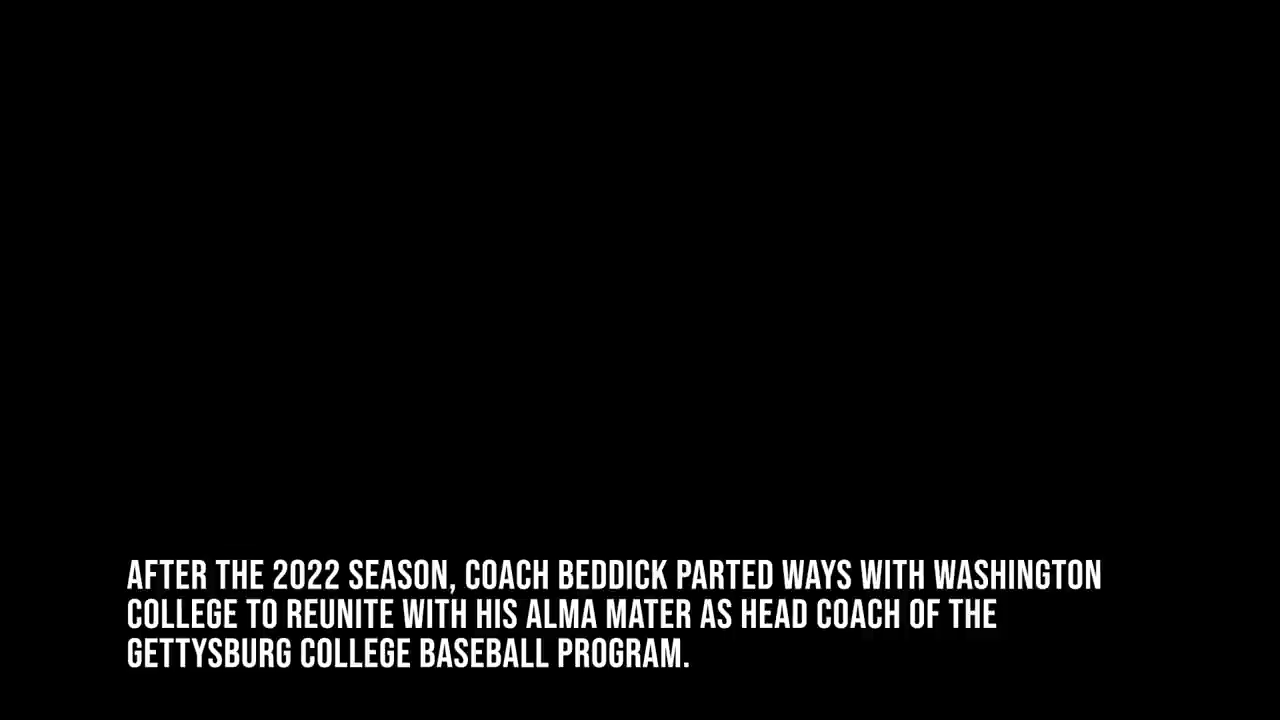 AFTER THE 2022 SEASON, COACH BEDDICK PARTED WAYS WITH WASHINGTON
COLLEGE TO REUNITE WITH HIS ALMA MATER AS HEAD COACH OF THE
GETTYSBURG COLLEGE BASEBALL PROGRAM.